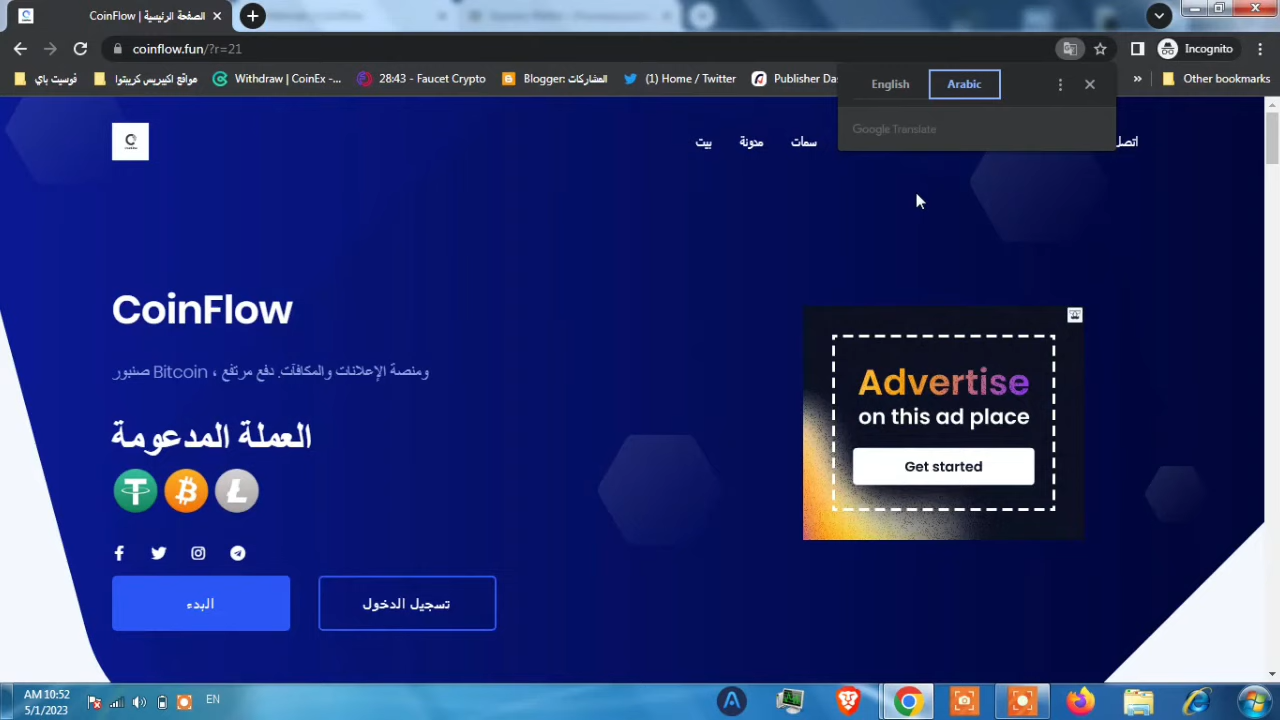 CoinFlow | الصفحة الرئيسية
coinflow.fun/?r=21
Incognito
فوسيت باي
مواقع اكبيريس كريبتوا
Withdraw | CoinEx -...
28:43 - Faucet Crypto
Blogger: المشاركات
(1) Home / Twitter
Publisher Da
»
Other bookmarks
English
Arabic
Google Translate
بيت
مدونة
سمات
اتصل
CoinFlow
صنبور Bitcoin ، ومنصة الإعلانات والمكافآت. دفع مرتفع
العملة المدعومة
البدء
تسجيل الدخول
Advertise
on this ad place
Get started
AM 10:52
5/1/2023
EN